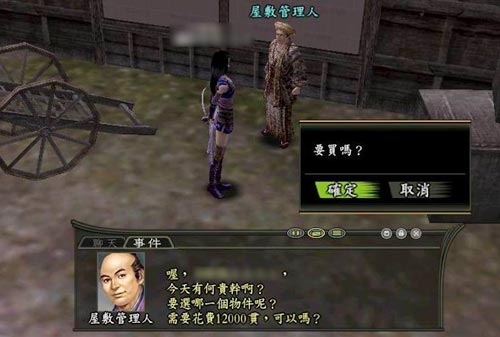 屋敷管理人
要買嗎？
確定 取消
聊天 事件
喔，，
今天有何貴幹啊？
要選哪一個物件呢？
需要花費12000貫，可以嗎？
屋敷管理人